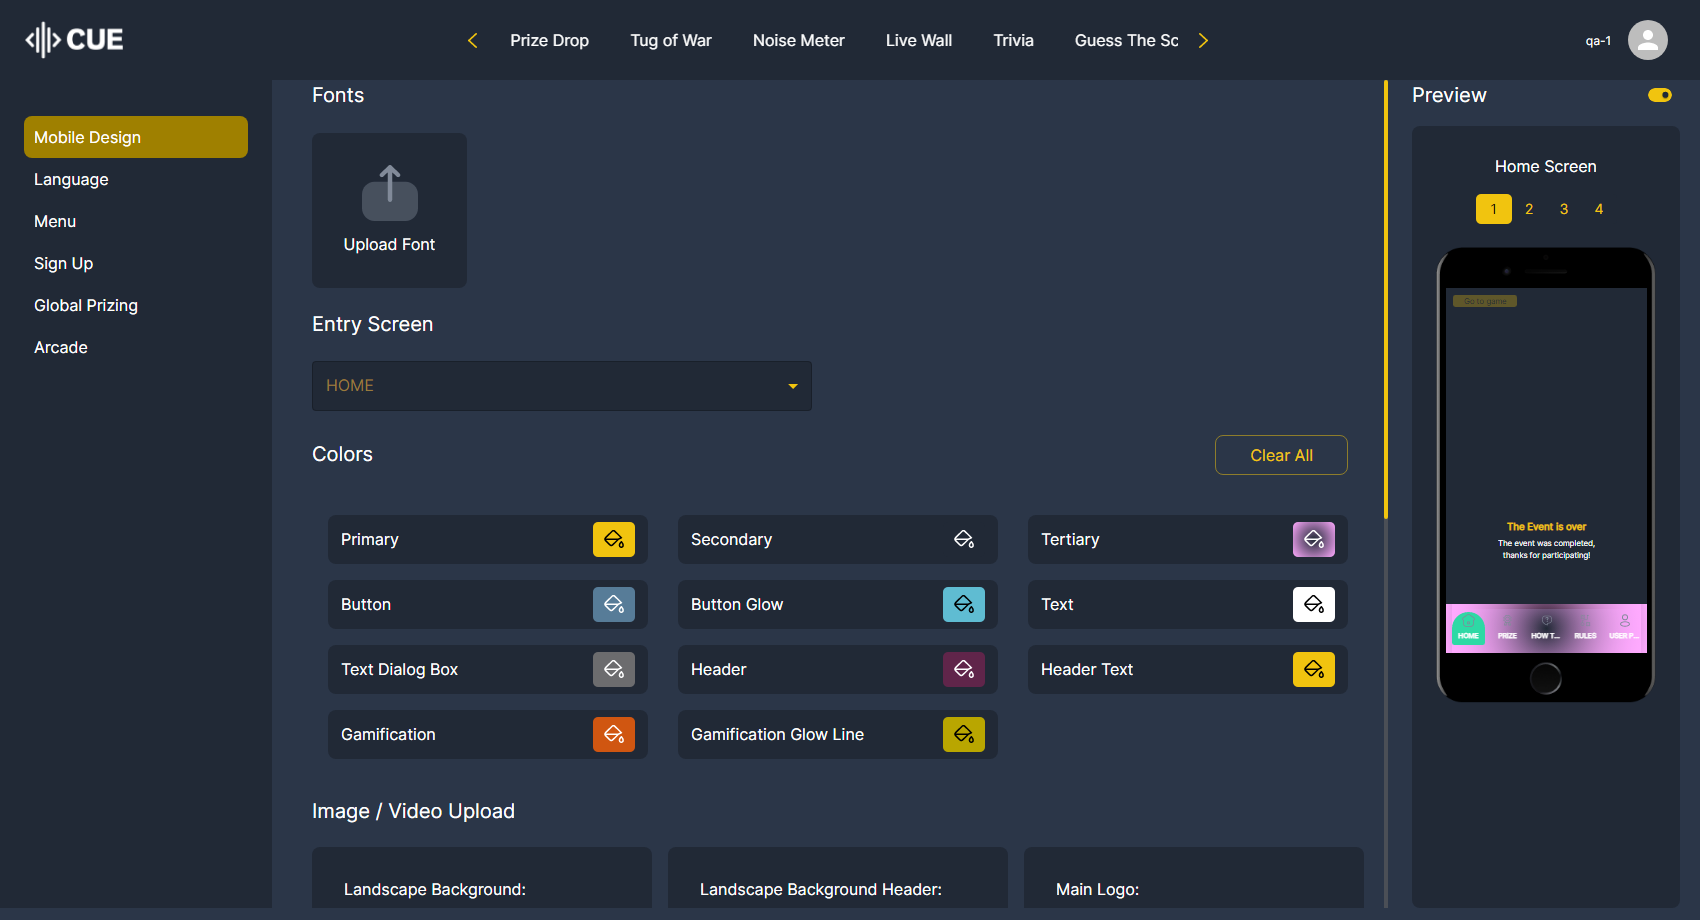 CUE
Prize Drop
Tug of War
Noise Meter
Live Wall
Trivia
Guess The Sc
qa-1
Mobile Design
Language
Menu
Sign Up
Global Prizing
Arcade
Fonts
Upload Font
Entry Screen
HOME
Colors
Clear All
Primary
Secondary
Tertiary
Button
Button Glow
Text
Text Dialog Box
Header
Header Text
Gamification
Gamification Glow Line
Image / Video Upload
Landscape Background:
Landscape Background Header:
Main Logo:
Preview
Home Screen
1 2 3 4
Go to game
The Event is over
The event was completed,
thanks for participating!
HOME
PRIZE
HOW T...
RULES
USER P...